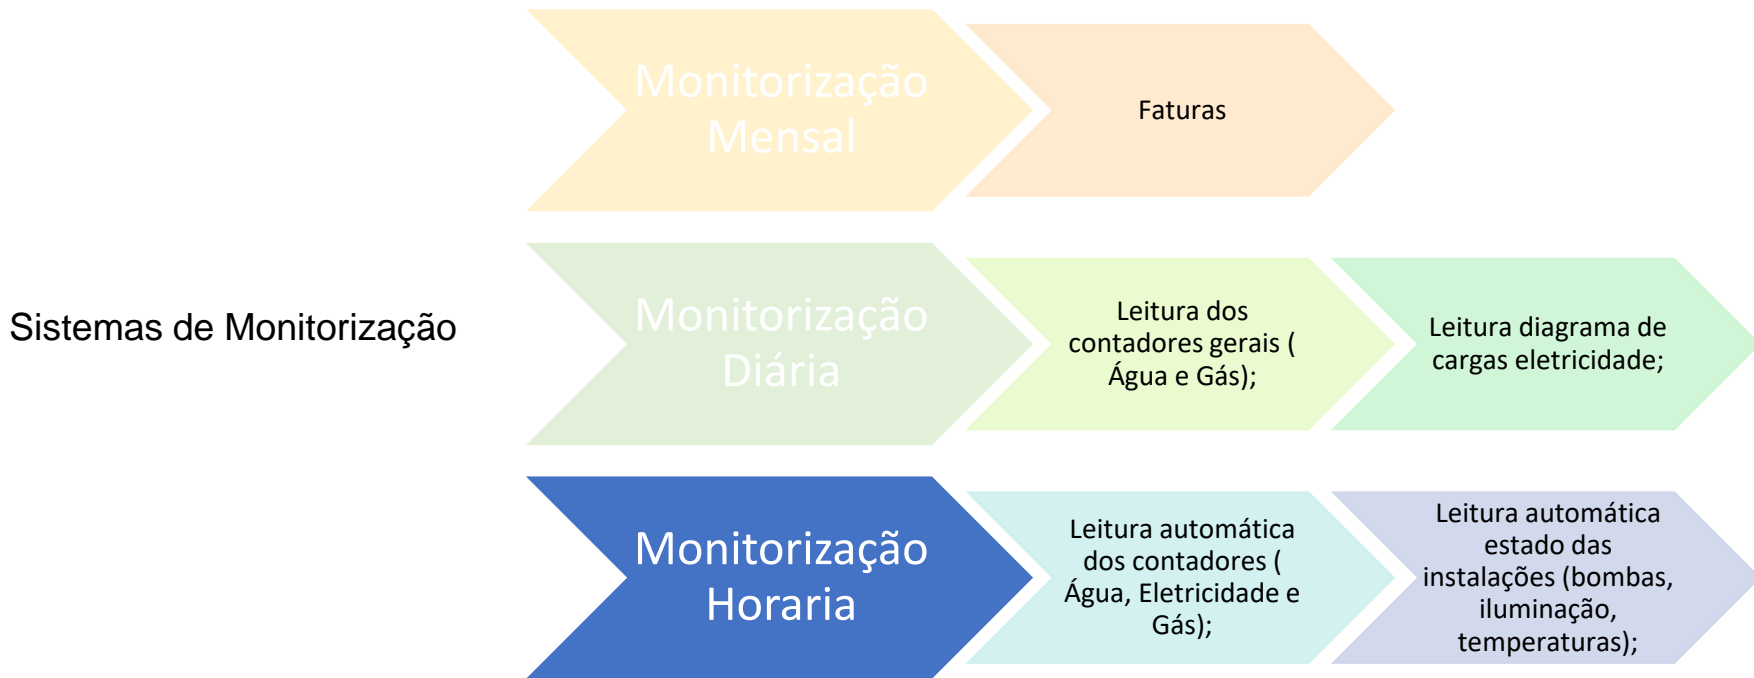 Sistemas de Monitorização
Monitorização
Mensal
Faturas
Monitorização
Diária
Leitura dos
contadores gerais (
Água e Gás);
Leitura diagrama de
cargas eletricidade;
Monitorização
Horaria
Leitura automática
dos contadores (
Água, Eletricidade e
Gás);
Leitura automática
estado das
instalações (bombas,
iluminação,
temperaturas);